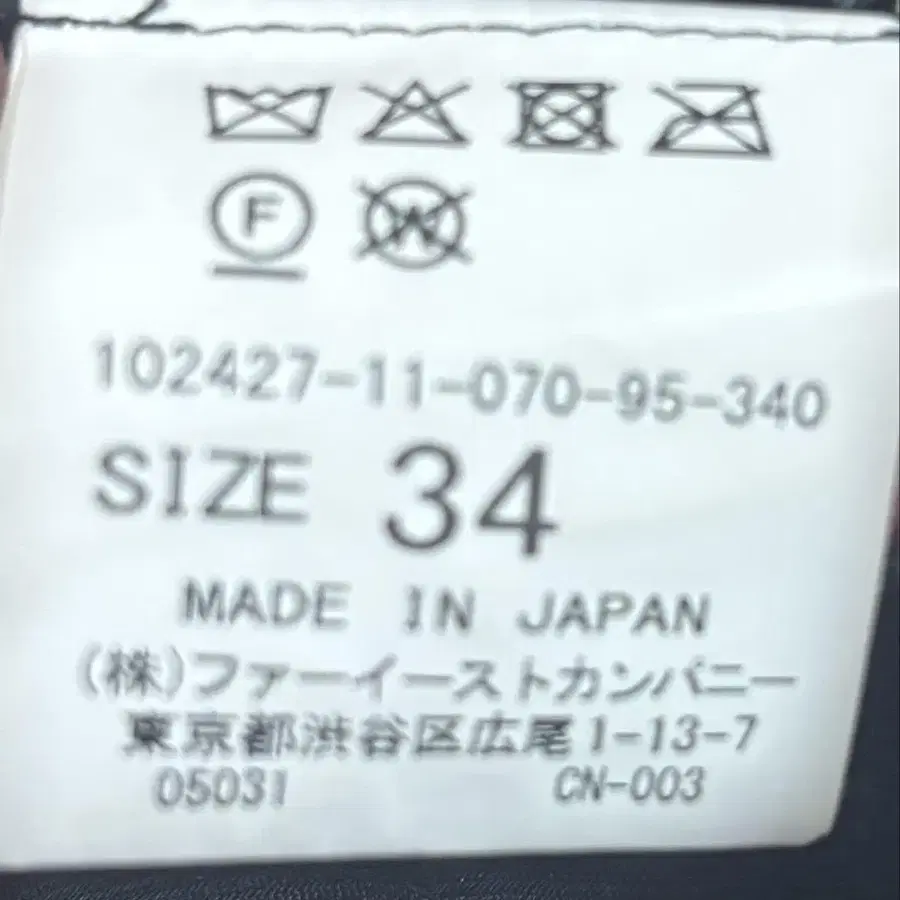 F W
102427-11-070-95-340
SIZE 34
MADE IN JAPAN
(株)ファーイーストカンパニー
東京都渋谷区広尾1-13-7
05031 CN-003